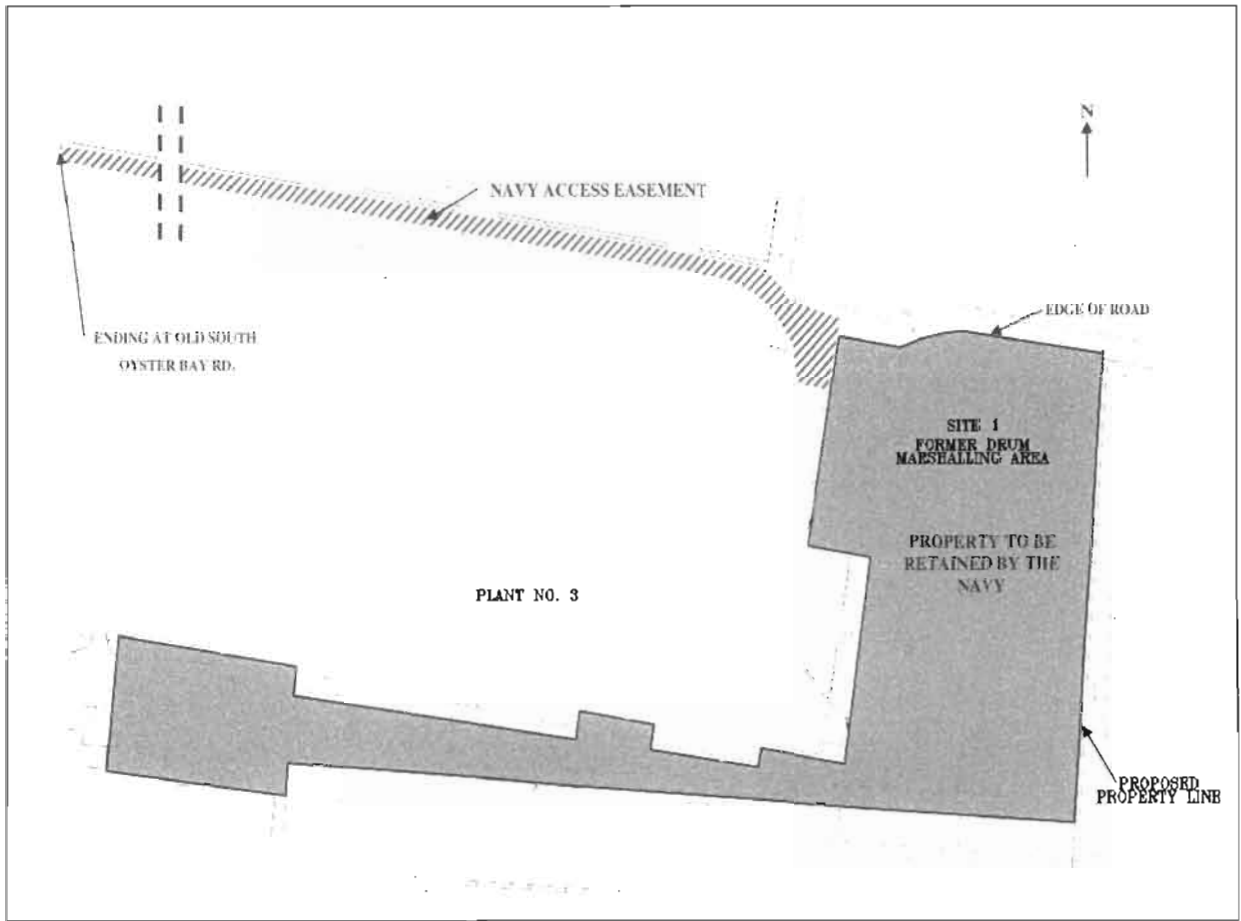 N
NAVY ACCESS EASEMENT
EDGE OF ROAD
ENDING AT OLD SOUTH
OYSTER BAY RD.
SITE 1
FORMER DRUM
MARSHALLING AREA
PROPERTY TO BE
RETAINED BY THE
NAVY
PLANT NO. 3
PROPOSED
PROPERTY LINE